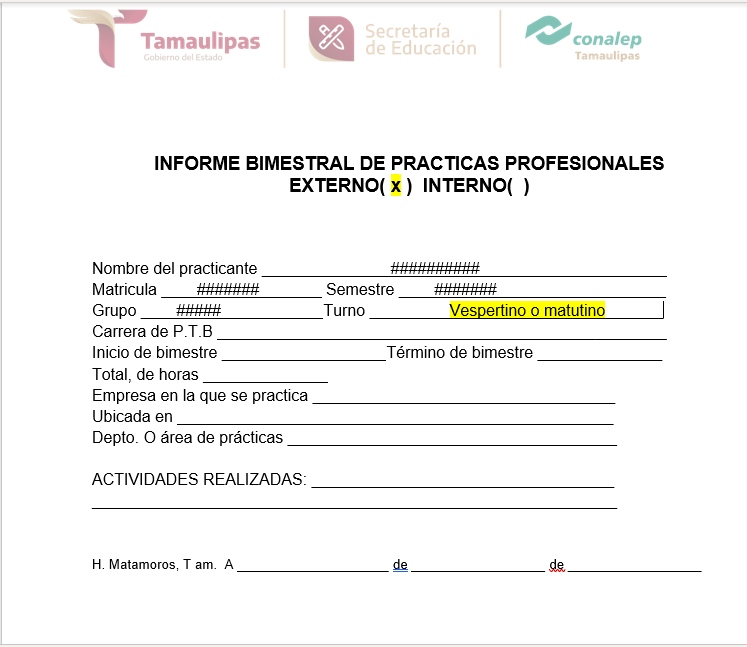 Tamaulipas
Gobierno del Estado
Secretaría
de Educación
conalep
Tamaulipas
INFORME BIMESTRAL DE PRACTICAS PROFESIONALES
EXTERNO( x ) INTERNO( )
Nombre del practicante ##########
Matricula ####### Semestre #######
Grupo ##### Turno Vespertino o matutino
Carrera de P.T.B
Inicio de bimestre Término de bimestre
Total, de horas
Empresa en la que se practica
Ubicada en
Depto. O área de prácticas
ACTIVIDADES REALIZADAS:
H. Matamoros, T am. A de de